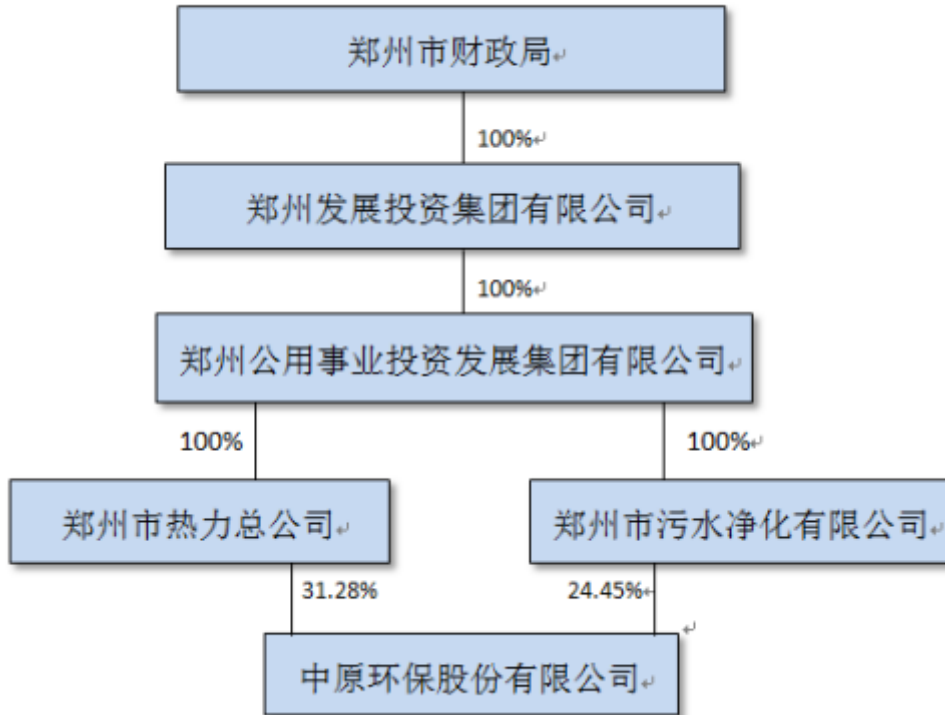 郑州市财政局
100%
郑州发展投资集团有限公司
100%
郑州公用事业投资发展集团有限公司
100%
100%
郑州市热力总公司
郑州市污水净化有限公司
31.28%
24.45%
中原环保股份有限公司